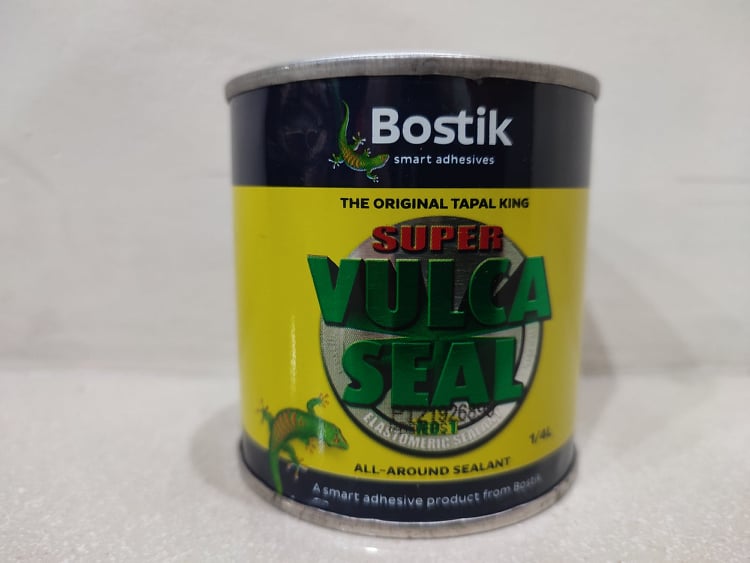 Bostik
smart adhesives
THE ORIGINAL TAPAL KING
SUPER
VULCA
SEAL
ELASTOMERIC
1/4L
ALL-AROUND SEALANT
A smart adhesive product from Bostik